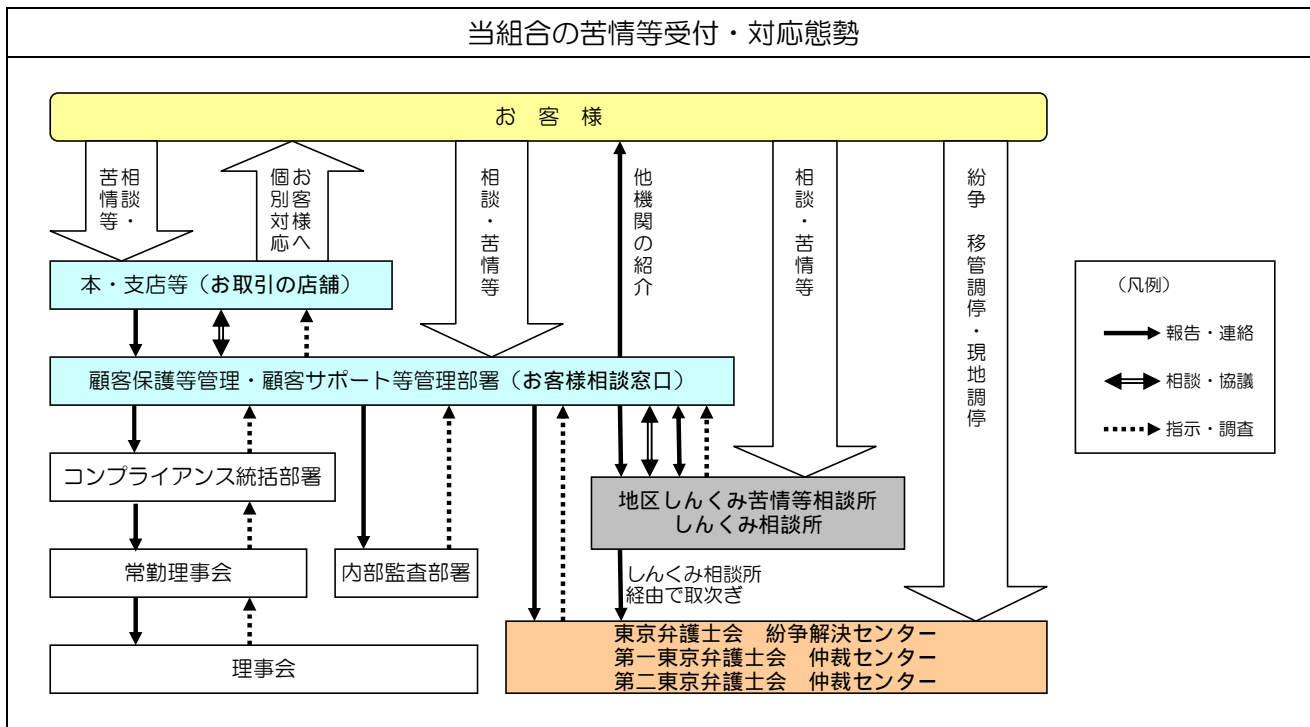 当組合の苦情等受付・対応態勢
お 客 様
相談・
苦情等
お客様へ
個別対応
相談・苦情等
他機関の紹介
相談・苦情等
紛争 移管調停・現地調停
本・支店等（お取引の店舗）
（凡例）
報告・連絡
相談・協議
指示・調査
顧客保護等管理・顧客サポート等管理部署（お客様相談窓口）
コンプライアンス統括部署
地区しんくみ苦情等相談所
しんくみ相談所
常勤理事会
内部監査部署
しんくみ相談所
経由で取次ぎ
東京弁護士会 紛争解決センター
第一東京弁護士会 仲裁センター
第二東京弁護士会 仲裁センター
理事会